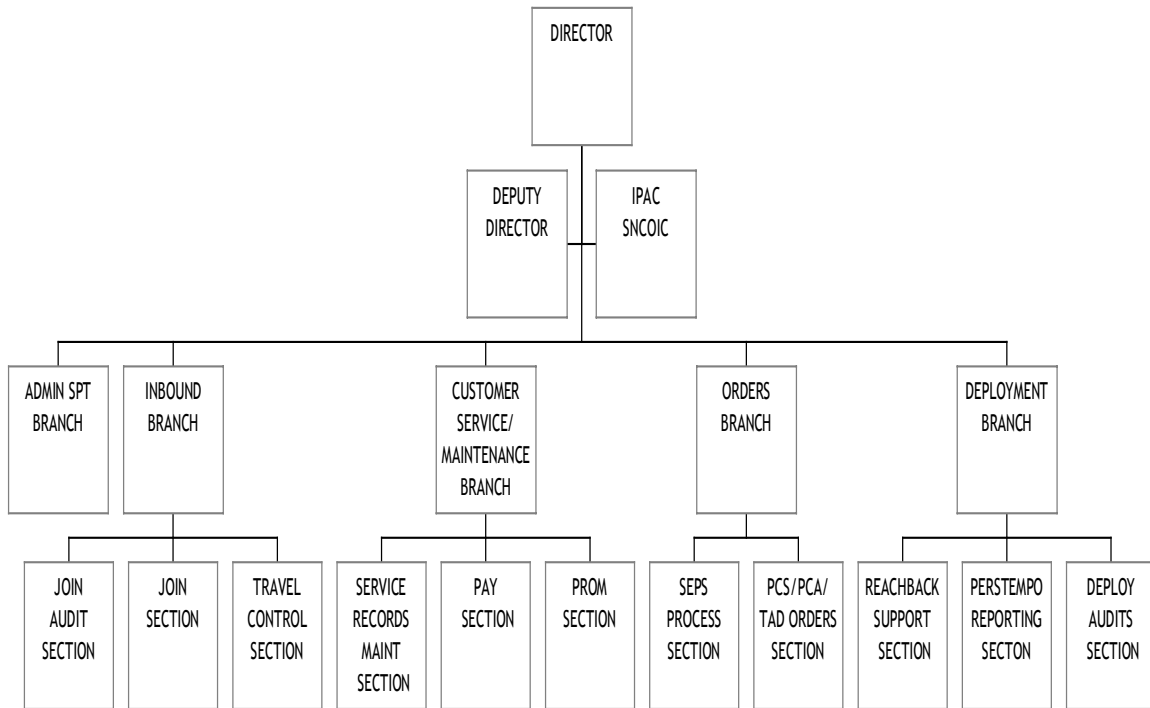 DIRECTOR
DEPUTY
DIRECTOR
IPAC
SNCOIC
ADMIN SPT
BRANCH
INBOUND
BRANCH
CUSTOMER
SERVICE/
MAINTENANCE
BRANCH
ORDERS
BRANCH
DEPLOYMENT
BRANCH
JOIN
AUDIT
SECTION
JOIN
SECTION
TRAVEL
CONTROL
SECTION
SERVICE
RECORDS
MAINT
SECTION
PAY
SECTION
PROM
SECTION
SEPS
PROCESS
SECTION
PCS/PCA/
TAD ORDERS
SECTION
REACHBACK
SUPPORT
SECTION
PERSTEMPO
REPORTING
SECTON
DEPLOY
AUDITS
SECTION